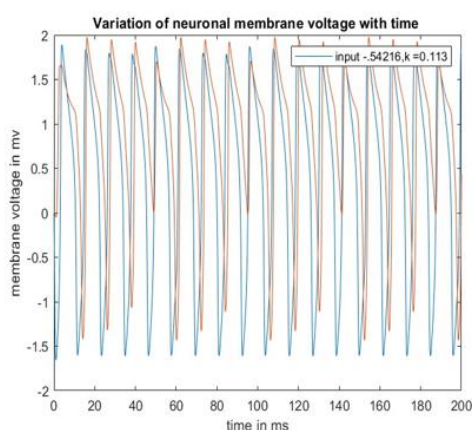 Variation of neuronal membrane voltage with time
input -.54216,k =0.113
2
1.5
1
0.5
0
-0.5
-1
-1.5
-2
membrane voltage in mv
0 20 40 60 80 100 120 140 160 180 200
time in ms